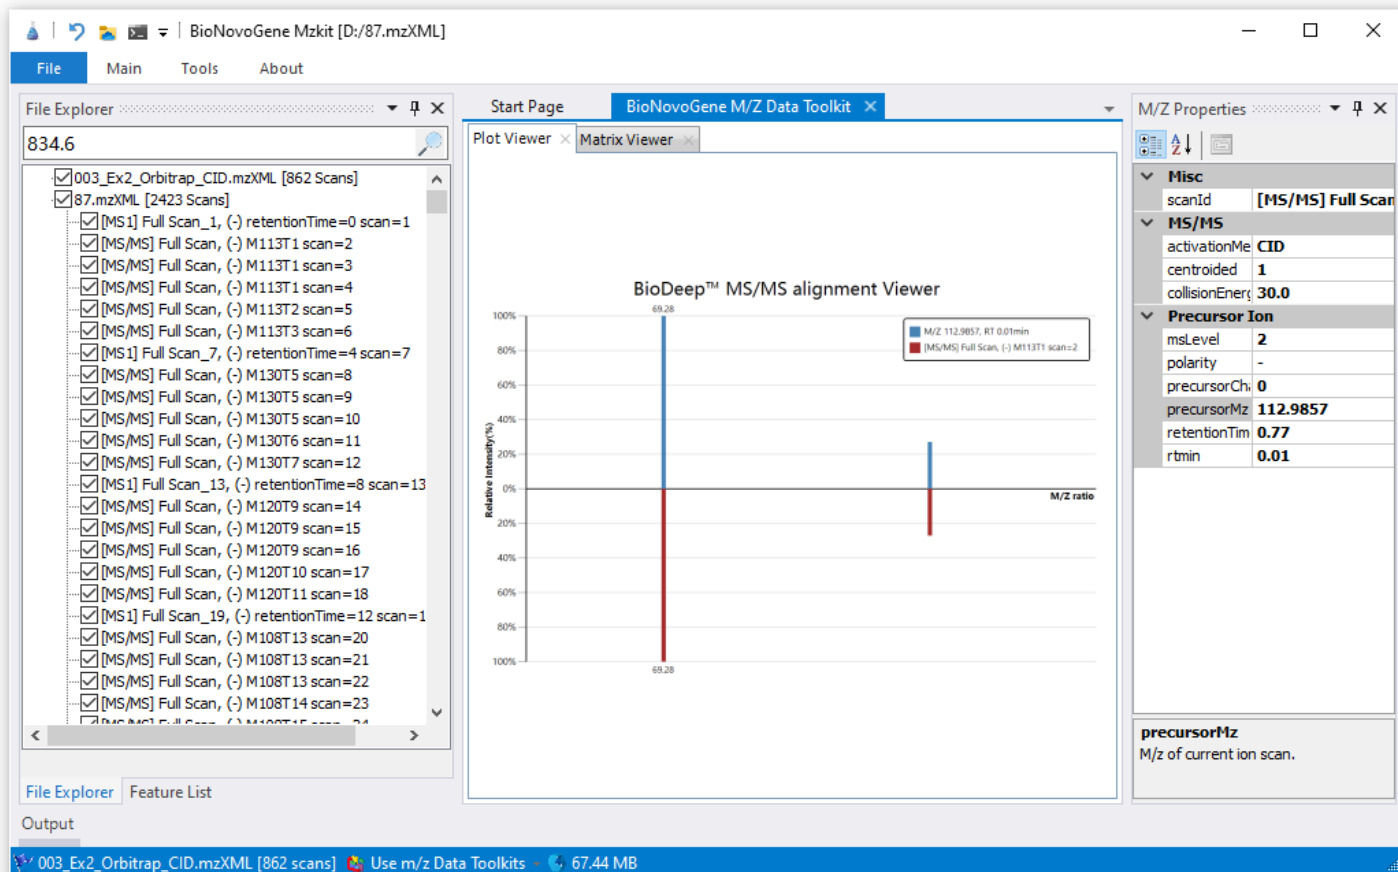 BioNovoGene Mzkit [D:/87.mzXML]
File Main Tools About
File Explorer
834.6
003_Ex2_Orbitrap_CID.mzXML [862 Scans]
87.mzXML [2423 Scans]
[MS1] Full Scan_1, (-) retentionTime=0 scan=1
[MS/MS] Full Scan, (-) M113T1 scan=2
[MS/MS] Full Scan, (-) M113T1 scan=3
[MS/MS] Full Scan, (-) M113T1 scan=4
[MS/MS] Full Scan, (-) M113T2 scan=5
[MS/MS] Full Scan, (-) M113T3 scan=6
[MS1] Full Scan_7, (-) retentionTime=4 scan=7
[MS/MS] Full Scan, (-) M130T5 scan=8
[MS/MS] Full Scan, (-) M130T5 scan=9
[MS/MS] Full Scan, (-) M130T5 scan=10
[MS/MS] Full Scan, (-) M130T6 scan=11
[MS/MS] Full Scan, (-) M130T7 scan=12
[MS1] Full Scan_13, (-) retentionTime=8 scan=13
[MS/MS] Full Scan, (-) M120T9 scan=14
[MS/MS] Full Scan, (-) M120T9 scan=15
[MS/MS] Full Scan, (-) M120T9 scan=16
[MS/MS] Full Scan, (-) M120T10 scan=17
[MS/MS] Full Scan, (-) M120T11 scan=18
[MS1] Full Scan_19, (-) retentionTime=12 scan=1
[MS/MS] Full Scan, (-) M108T13 scan=20
[MS/MS] Full Scan, (-) M108T13 scan=21
[MS/MS] Full Scan, (-) M108T13 scan=22
[MS/MS] Full Scan, (-) M108T14 scan=23
File Explorer Feature List
Output
Start Page BioNovoGene M/Z Data Toolkit
Plot Viewer Matrix Viewer
BioDeep™ MS/MS alignment Viewer
69.28
M/Z 112.9857, RT 0.01min
[MS/MS] Full Scan, (-) M113T1 scan=2
100%
80%
60%
40%
20%
0%
20%
40%
60%
80%
100%
Relative Intensity(%)
M/Z ratio
69.28
M/Z Properties
Misc
scanId [MS/MS] Full Scan
MS/MS
activationMe CID
centroided 1
collisionEnerg 30.0
Precursor Ion
msLevel 2
polarity -
precursorCh 0
precursorMz 112.9857
retentionTim 0.77
rtmin 0.01
precursorMz
M/z of current ion scan.
003_Ex2_Orbitrap_CID.mzXML [862 scans] Use m/z Data Toolkits 67.44 MB